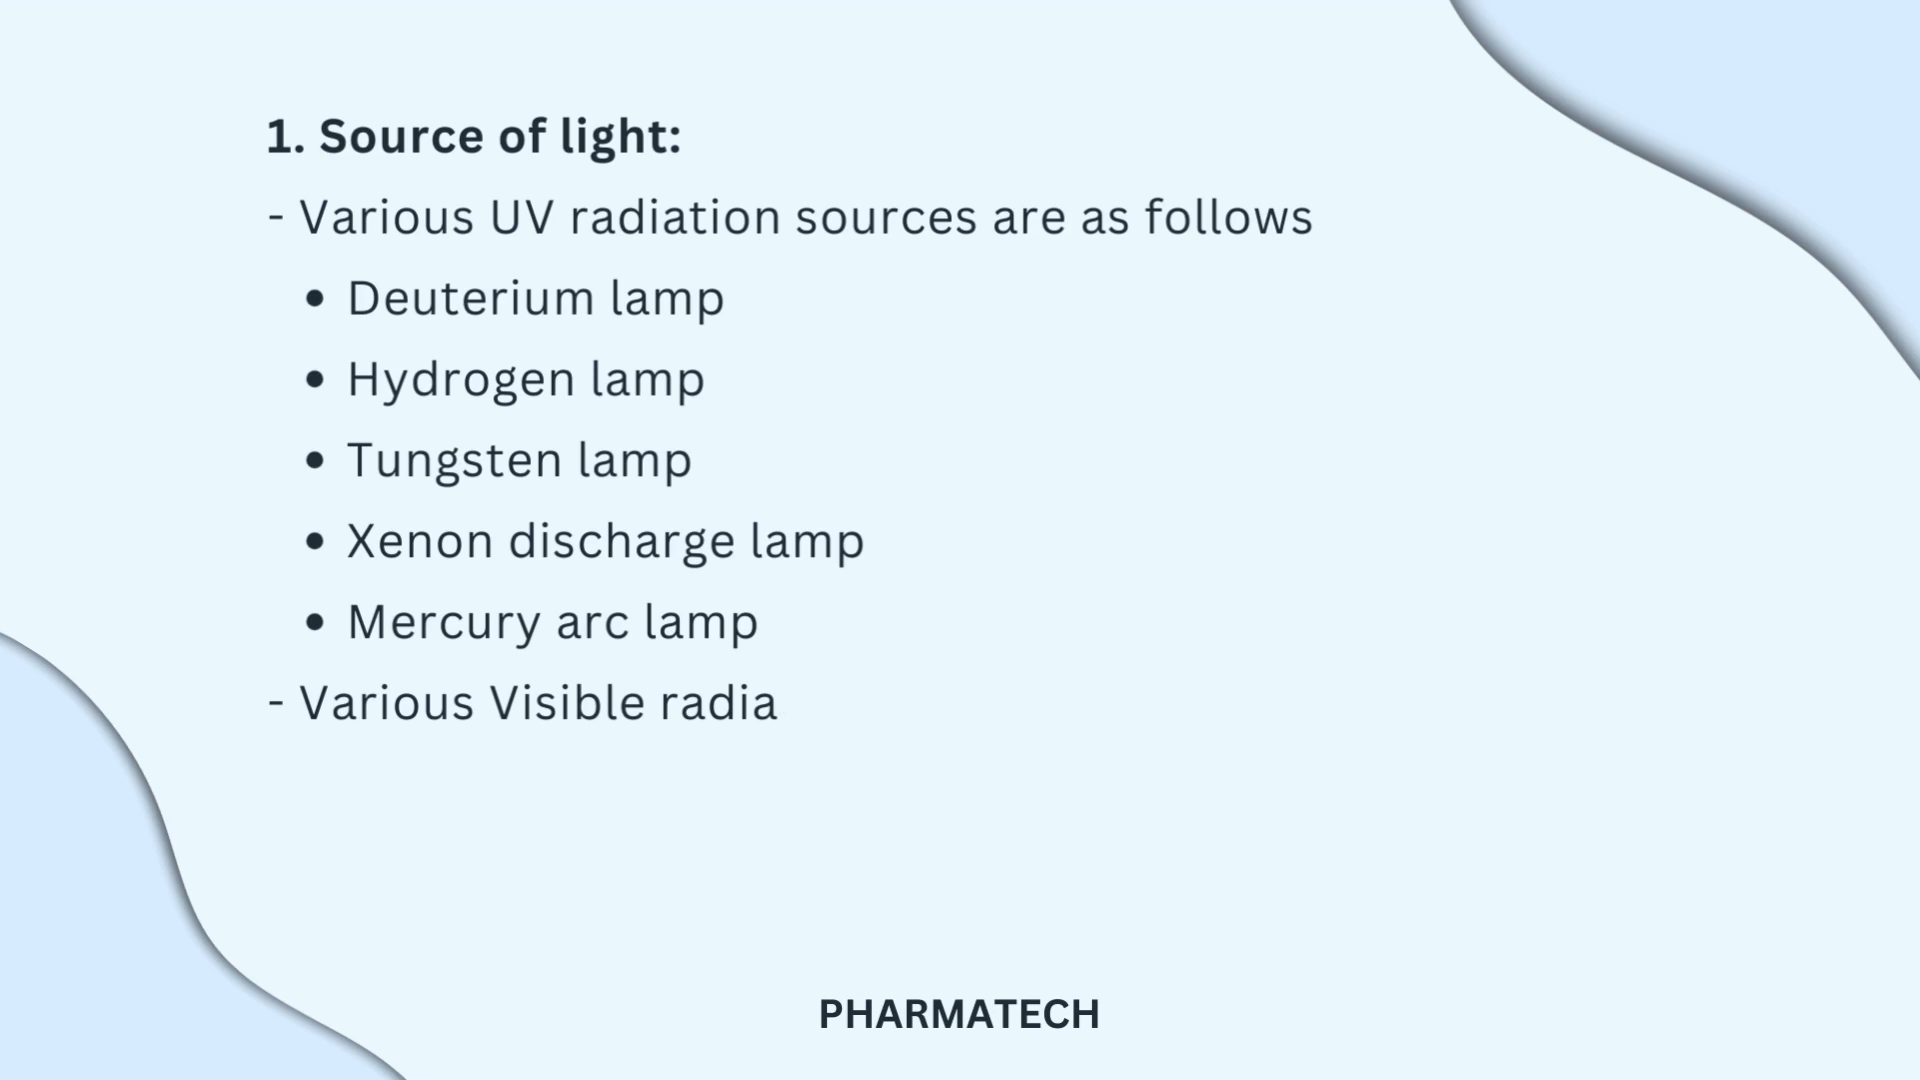 1. Source of light:
- Various UV radiation sources are as follows
• Deuterium lamp
• Hydrogen lamp
• Tungsten lamp
• Xenon discharge lamp
• Mercury arc lamp
- Various Visible radia
PHARMATECH